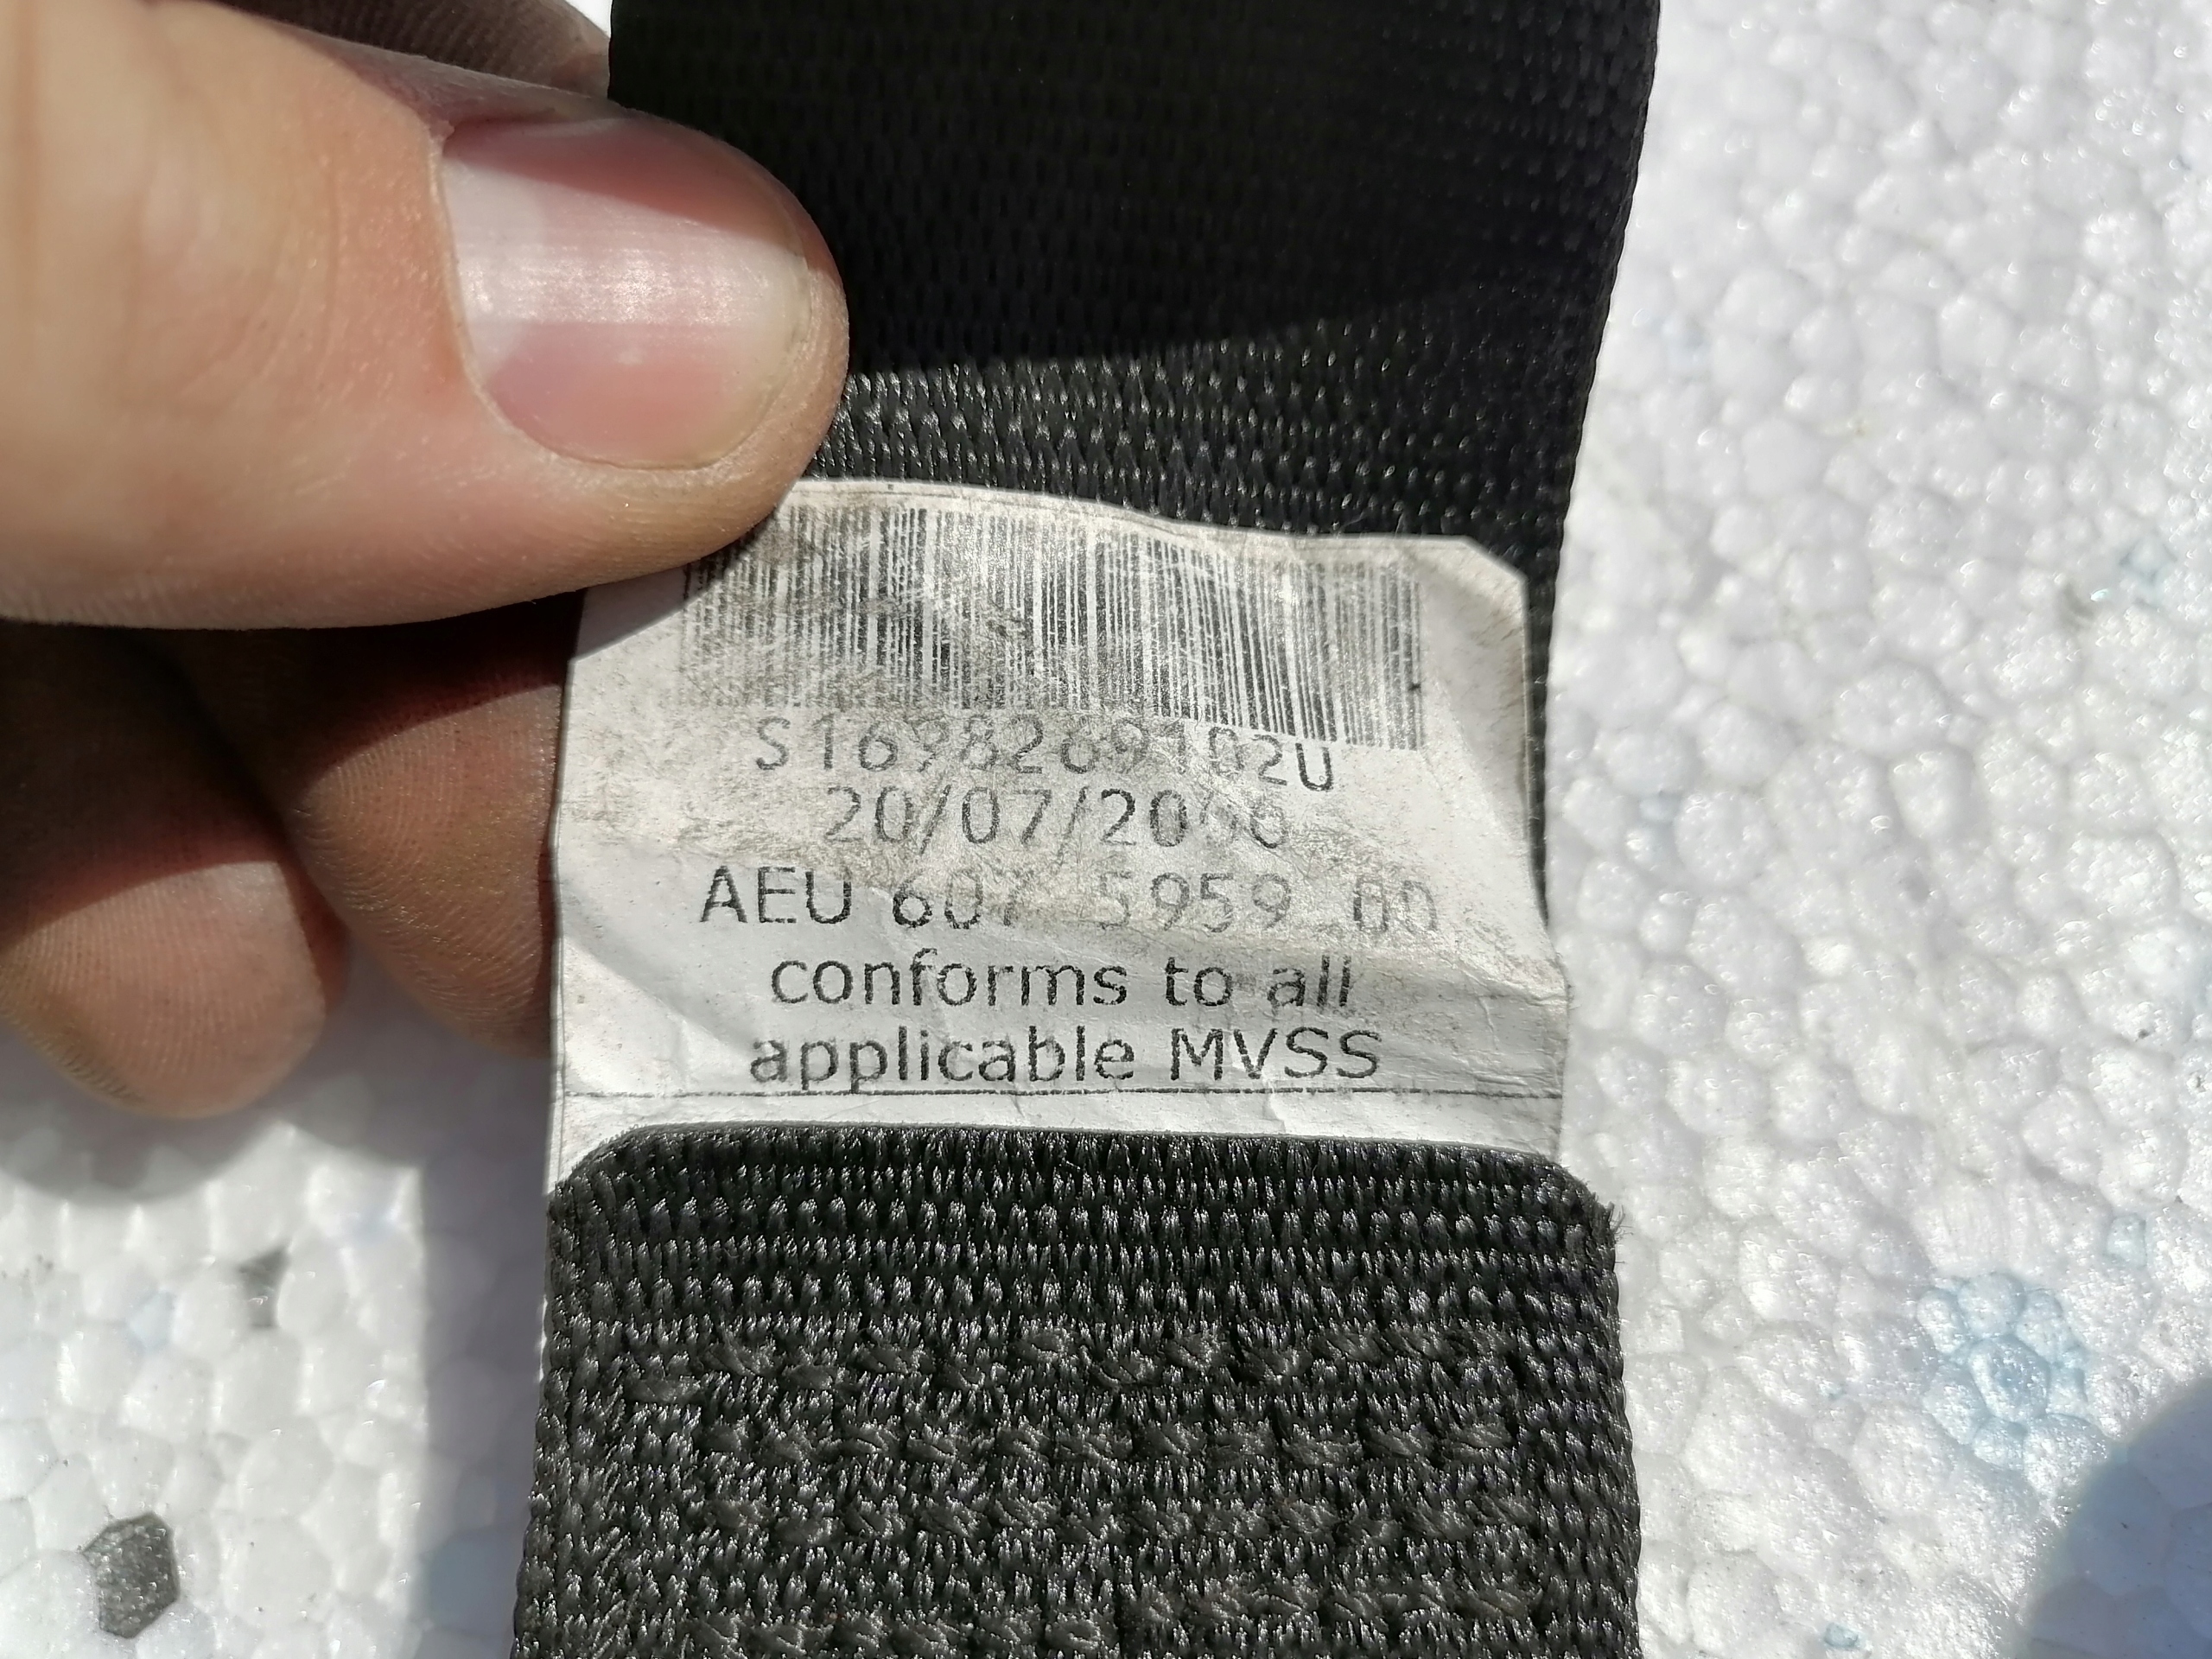 S1698269102U
20/07/2006
AEU 607 5959 00
conforms to all
applicable MVSS